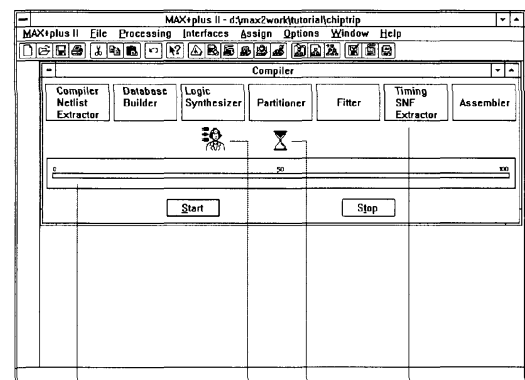 MAX+plus II - d:\max2work\tutorial\chiptrip
MAX+plus II File Processing Interfaces Assign Options Window Help
Compiler
Compiler Netlist Extractor
Database Builder
Logic Synthesizer
Partitioner
Fitter
Timing SNF Extractor
Assembler
0 50 100
Start Stop